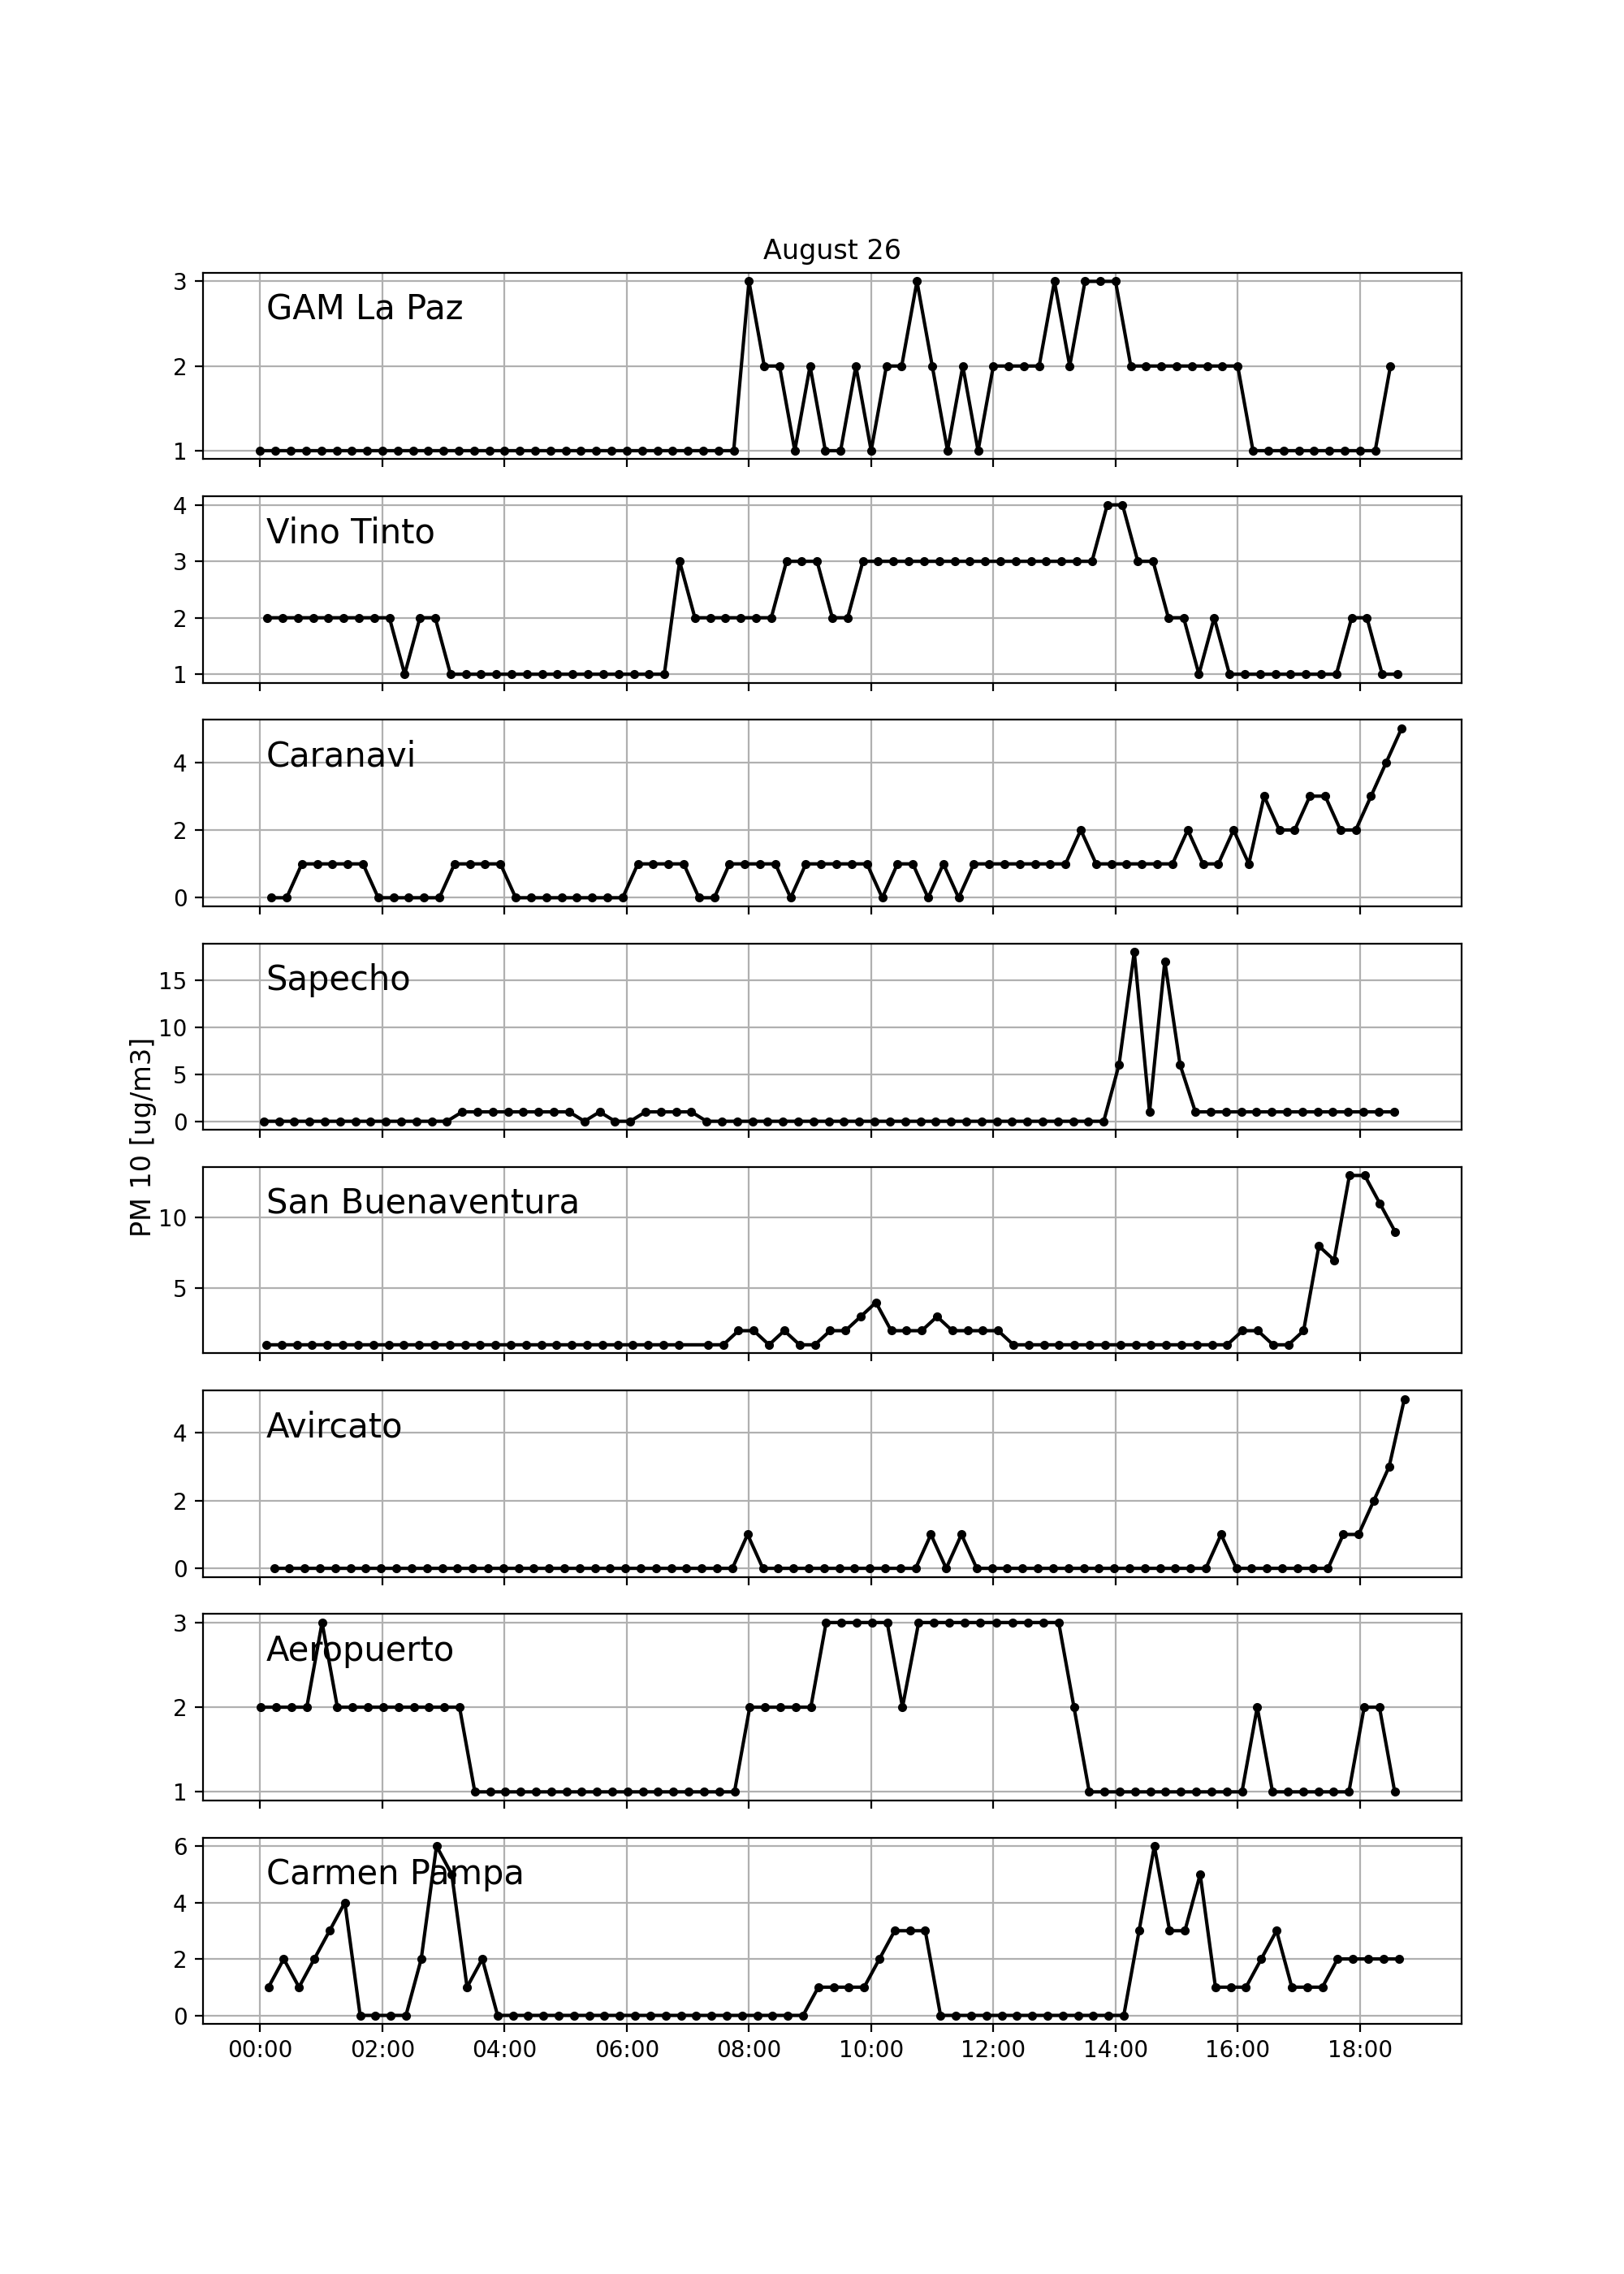 August 26
3
GAM La Paz
2
1
4
Vino Tinto
3
2
1
Caranavi
4
2
0
Sapecho
15
10
5
0
PM 10 [ug/m3]
San Buenaventura
10
5
Avircato
4
2
0
3
Aeropuerto
2
1
6
Carmen Pampa
4
2
0
00:00 02:00 04:00 06:00 08:00 10:00 12:00 14:00 16:00 18:00